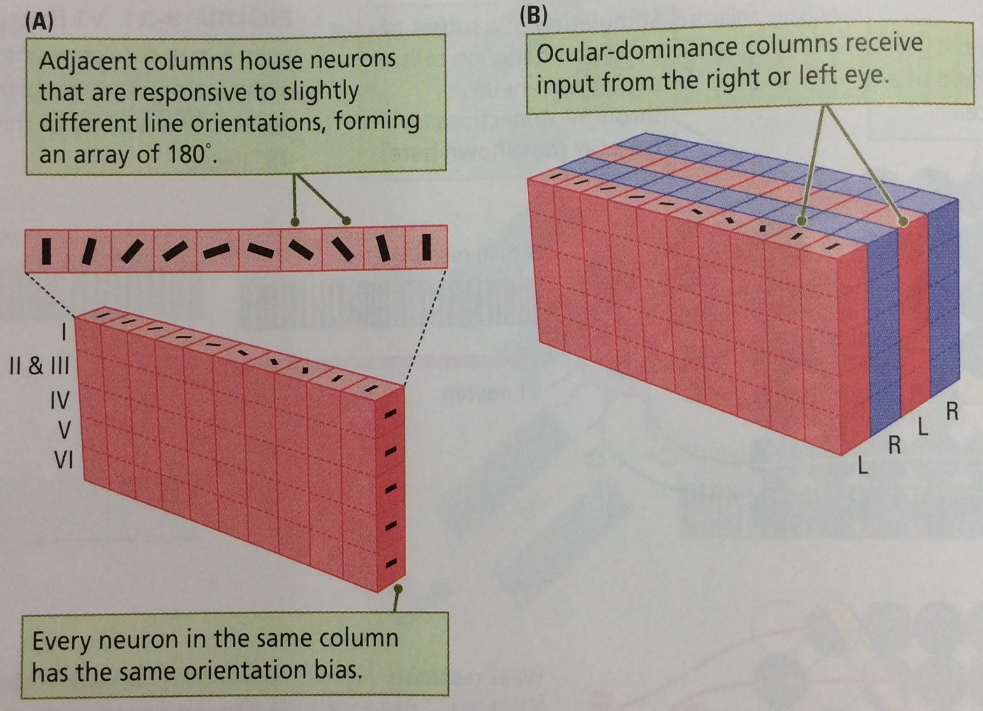 (A)
Adjacent columns house neurons
that are responsive to slightly
different line orientations, forming
an array of 180°.
I
II & III
IV
V
VI
Every neuron in the same column
has the same orientation bias.
(B)
Ocular-dominance columns receive
input from the right or left eye.
L
R
L
R